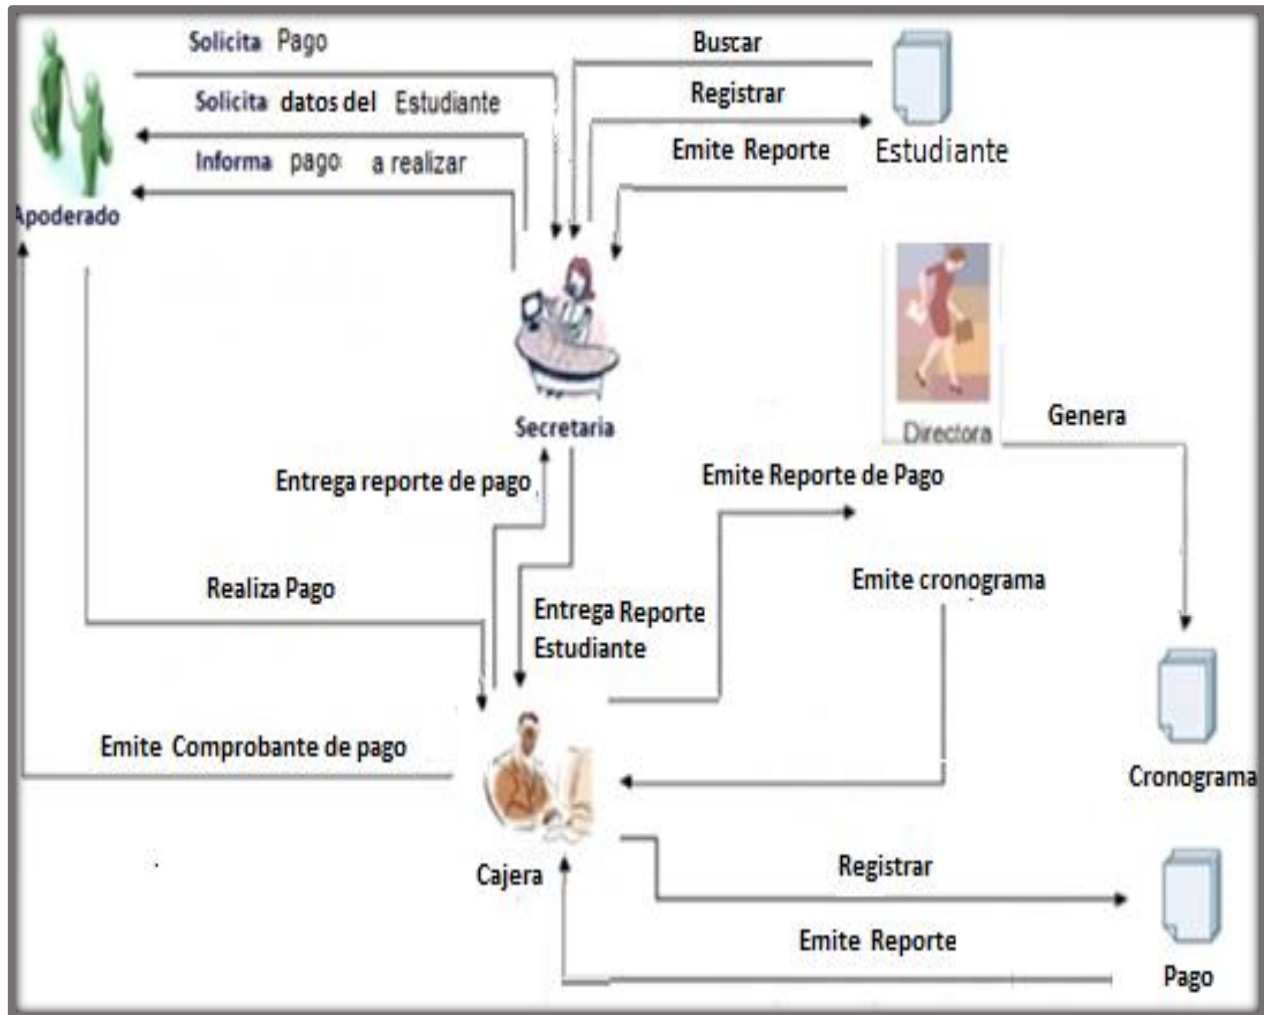 Solicita Pago
Buscar
Solicita datos del Estudiante
Registrar
Informa pago a realizar
Emite Reporte
Estudiante
Apoderado
Secretaria
Directora
Genera
Entrega reporte de pago
Emite Reporte de Pago
Realiza Pago
Emite cronograma
Entrega Reporte
Estudiante
Emite Comprobante de pago
Cronograma
Cajera
Registrar
Emite Reporte
Pago